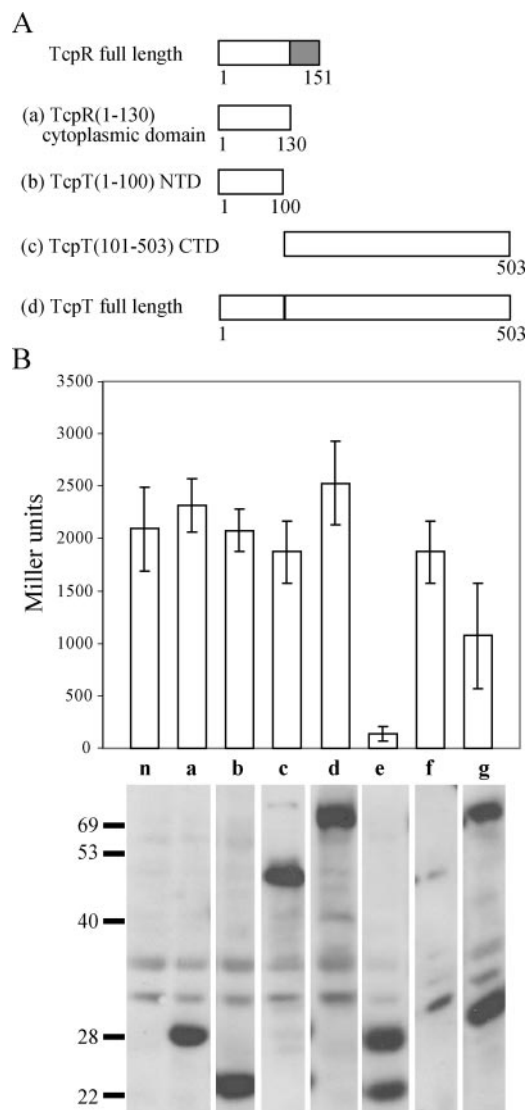 A
TcpR full length
1 151
(a) TcpR(1-130)
cytoplasmic domain
1 130
(b) TcpT(1-100) NTD
1 100
(c) TcpT(101-503) CTD
503
(d) TcpT full length
1 503
B
Miller units
3500
3000
2500
2000
1500
1000
500
0
n a b c d e f g
69
53
40
28
22